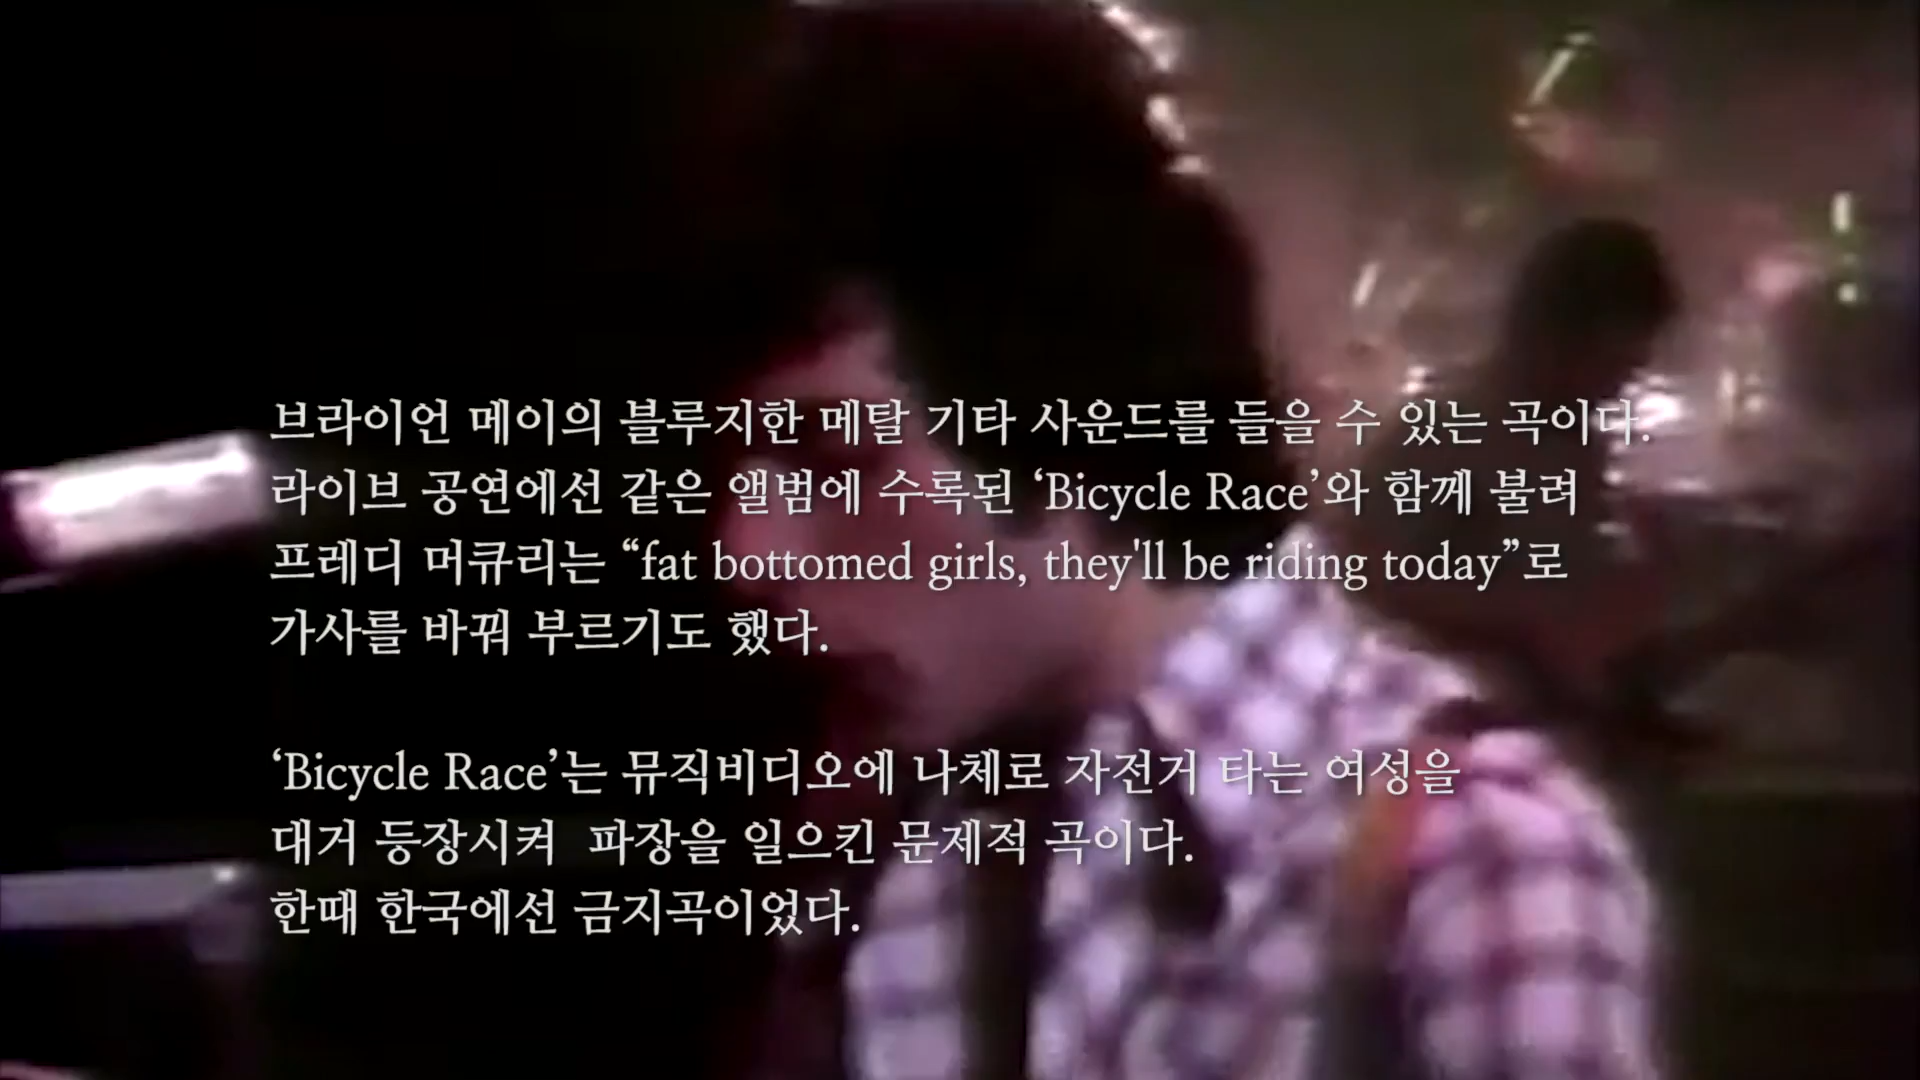 브라이언 메이의 블루지한 메탈 기타 사운드를 들을 수 있는 곡이다.
라이브 공연에선 같은 앨범에 수록된 ‘Bicycle Race’와 함께 불려
프레디 머큐리는 “fat bottomed girls, they'll be riding today”로
가사를 바꿔 부르기도 했다.
‘Bicycle Race’는 뮤직비디오에 나체로 자전거 타는 여성을
대거 등장시켜 파장을 일으킨 문제적 곡이다.
한때 한국에선 금지곡이었다.